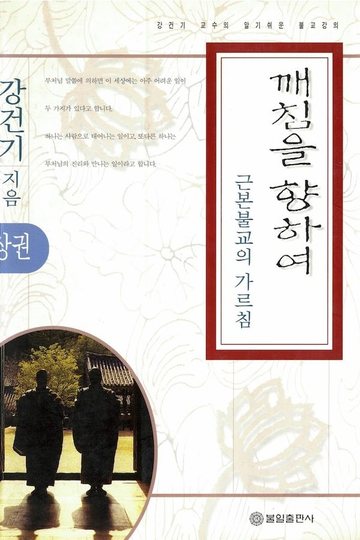 강건기 교수의 알기쉬운 불교강의
깨침을 향하여
근본불교의 가르침
강건기 지음
상권
부처님 말씀에 의하면 이 세상에는 아주 어려운 일이
두 가지가 있다고 합니다.
하나는 사람으로 태어나는 일이고, 또다른 하나는
부처님의 진리와 만나는 일이라고 합니다.
불일출판사